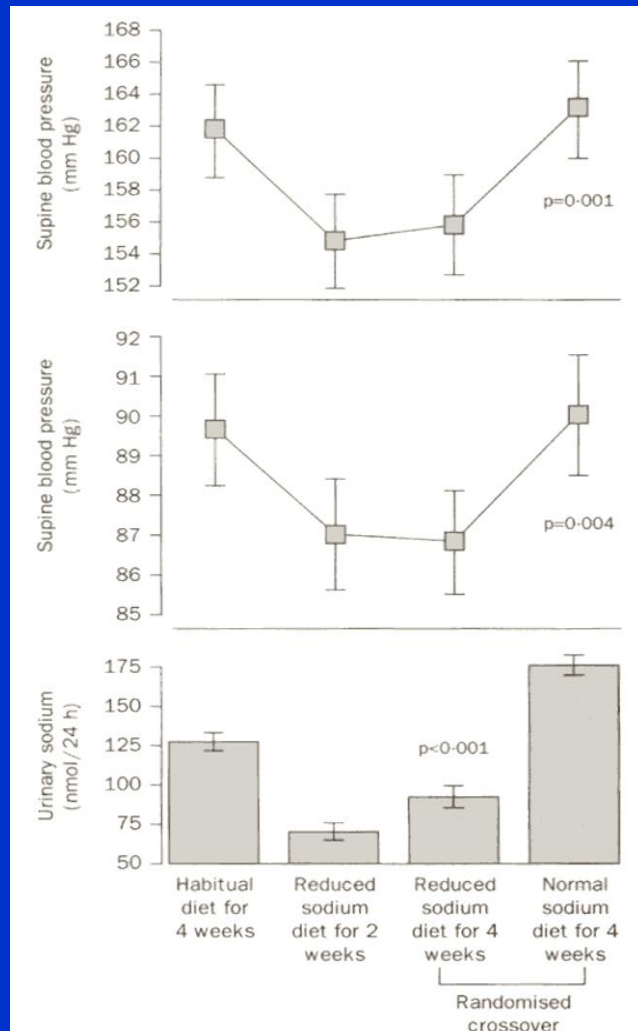 Supine blood pressure
(mm Hg)
168
166
164
162
160
158
156
154
152
p=0·001
Supine blood pressure
(mm Hg)
92
91
90
89
88
87
86
85
p=0·004
Urinary sodium
(nmol/24 h)
175
150
125
100
75
50
p<0·001
Habitual
diet for
4 weeks
Reduced
sodium
diet for 2
weeks
Reduced
sodium
diet for 4
weeks
Normal
sodium
diet for 4
weeks
Randomised
crossover